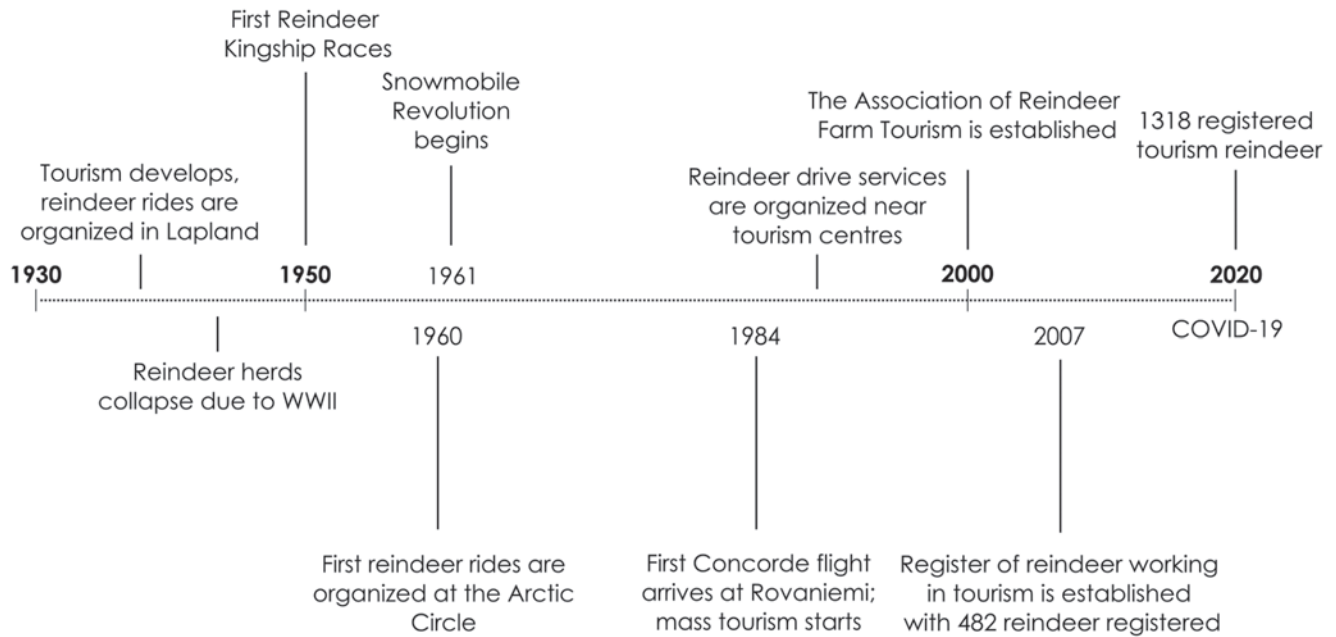 First Reindeer
Kingship Races
Snowmobile
Revolution
begins
The Association of Reindeer
Farm Tourism is established
1318 registered
tourism reindeer
Tourism develops,
reindeer rides are
organized in Lapland
Reindeer drive services
are organized near
tourism centres
1930
1950
1961
2000
2020
1960
1984
2007
COVID-19
Reindeer herds
collapse due to WWII
First reindeer rides are
organized at the Arctic
Circle
First Concorde flight
arrives at Rovaniemi;
mass tourism starts
Register of reindeer working
in tourism is established
with 482 reindeer registered